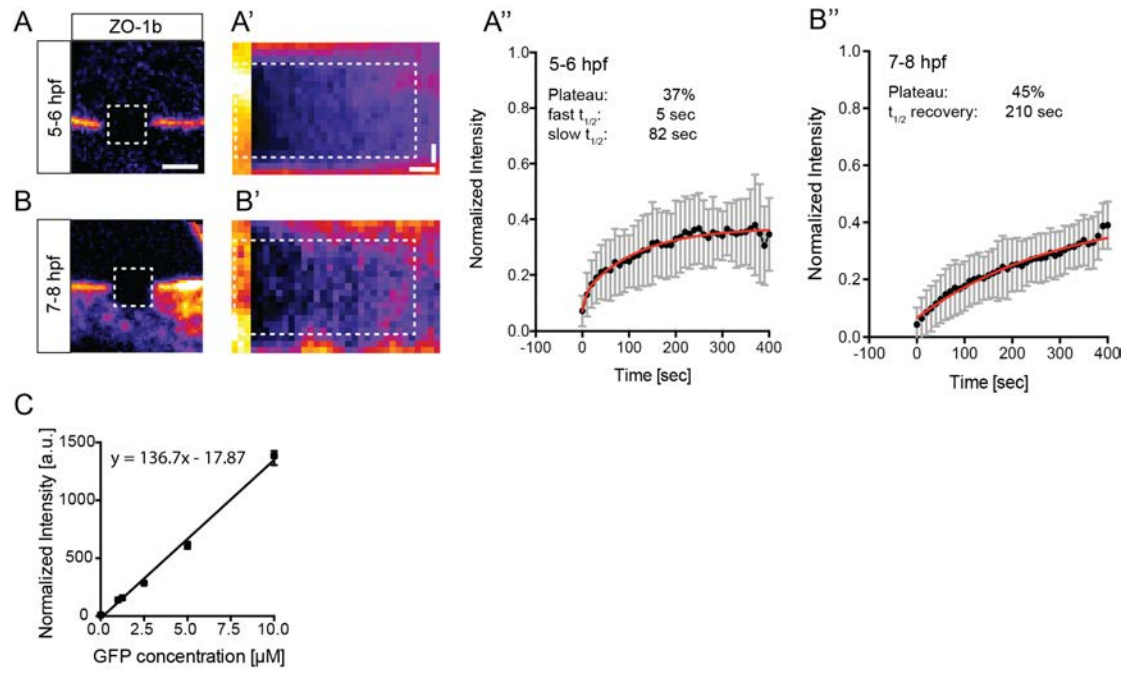 A
ZO-1b
5-6 hpf
A'
A''
5-6 hpf
Plateau: 37%
fast t1/2: 5 sec
slow t1/2: 82 sec
1.0
0.8
0.6
0.4
0.2
0.0
Normalized Intensity
-100 0 100 200 300 400
Time [sec]
B''
7-8 hpf
Plateau: 45%
t1/2 recovery: 210 sec
1.0
0.8
0.6
0.4
0.2
0.0
Normalized Intensity
-100 0 100 200 300 400
Time [sec]
B
7-8 hpf
B'
C
y = 136.7x - 17.87
1500
1000
500
0
Normalized Intensity [a.u.]
0.0 2.5 5.0 7.5 10.0
GFP concentration [µM]